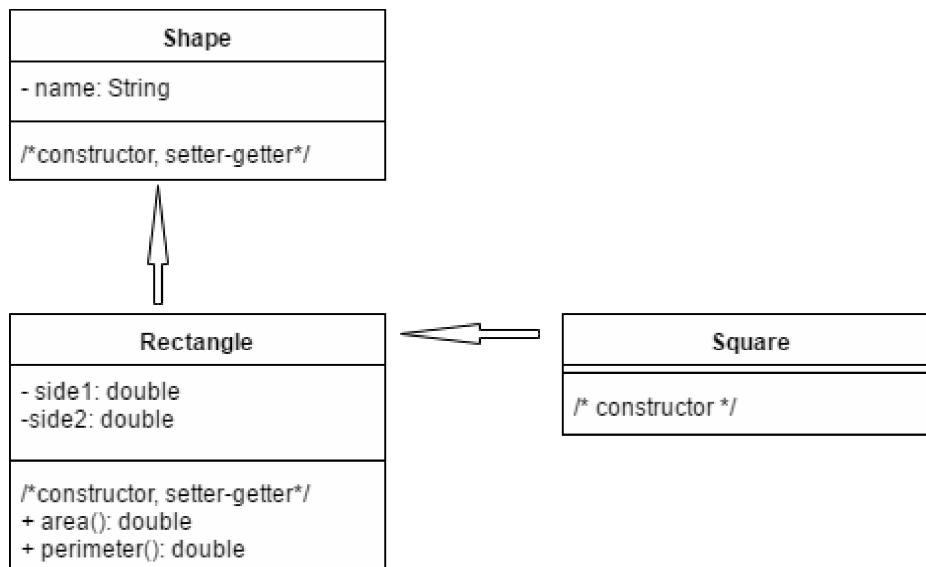 Shape
- name: String
/*constructor, setter-getter*/
Rectangle
- side1: double
-side2: double
/*constructor, setter-getter*/
+ area(): double
+ perimeter(): double
Square
/* constructor */